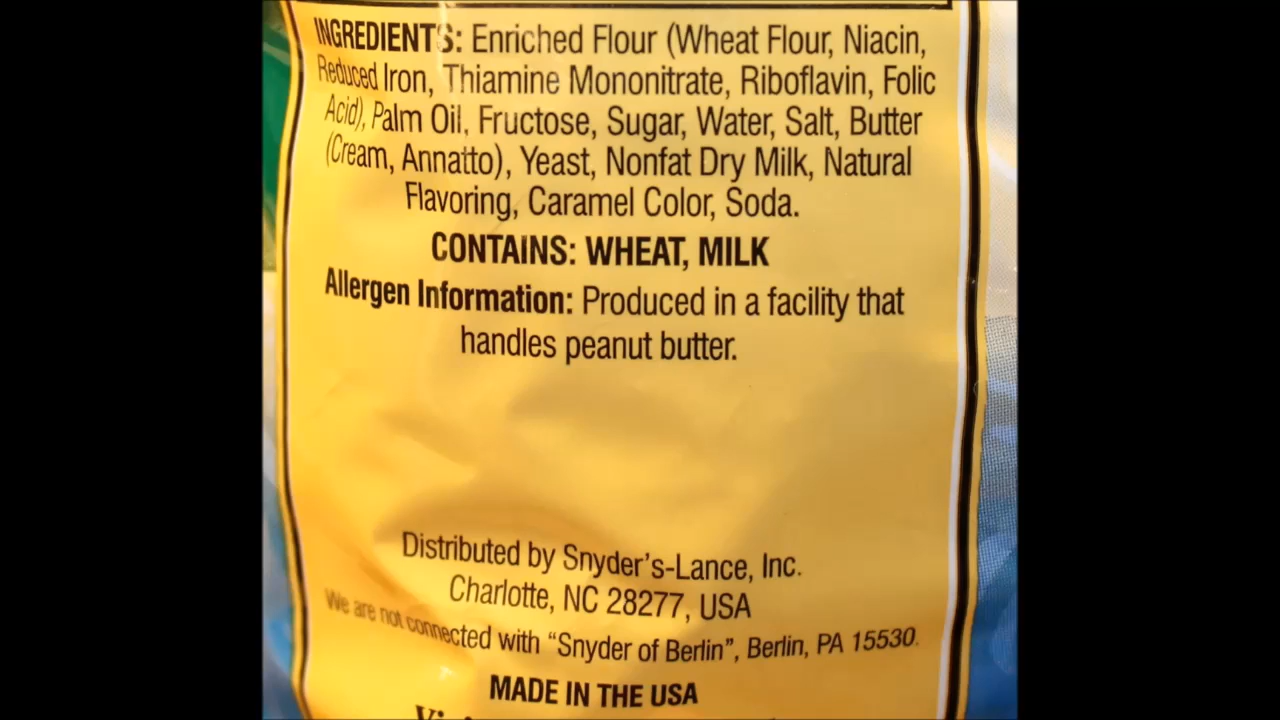 INGREDIENTS: Enriched Flour (Wheat Flour, Niacin,
Reduced Iron, Thiamine Mononitrate, Riboflavin, Folic
Acid), Palm Oil, Fructose, Sugar, Water, Salt, Butter
(Cream, Annatto), Yeast, Nonfat Dry Milk, Natural
Flavoring, Caramel Color, Soda.
CONTAINS: WHEAT, MILK
Allergen Information: Produced in a facility that
handles peanut butter.
Distributed by Snyder's-Lance, Inc.
Charlotte, NC 28277, USA
We are not connected with “Snyder of Berlin”, Berlin, PA 15530.
MADE IN THE USA